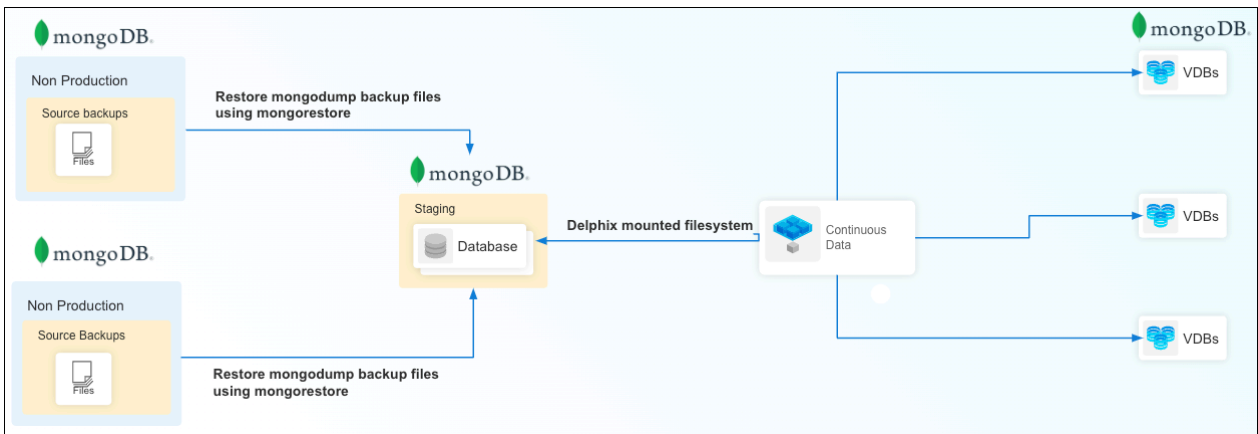 mongoDB.
Non Production
Source backups
Files
Restore mongodump backup files
using mongorestore
mongoDB.
Non Production
Source Backups
Files
Restore mongodump backup files
using mongorestore
mongoDB.
Staging
Database
Delphix mounted filesystem
Continuous
Data
mongoDB.
VDBs
VDBs
VDBs